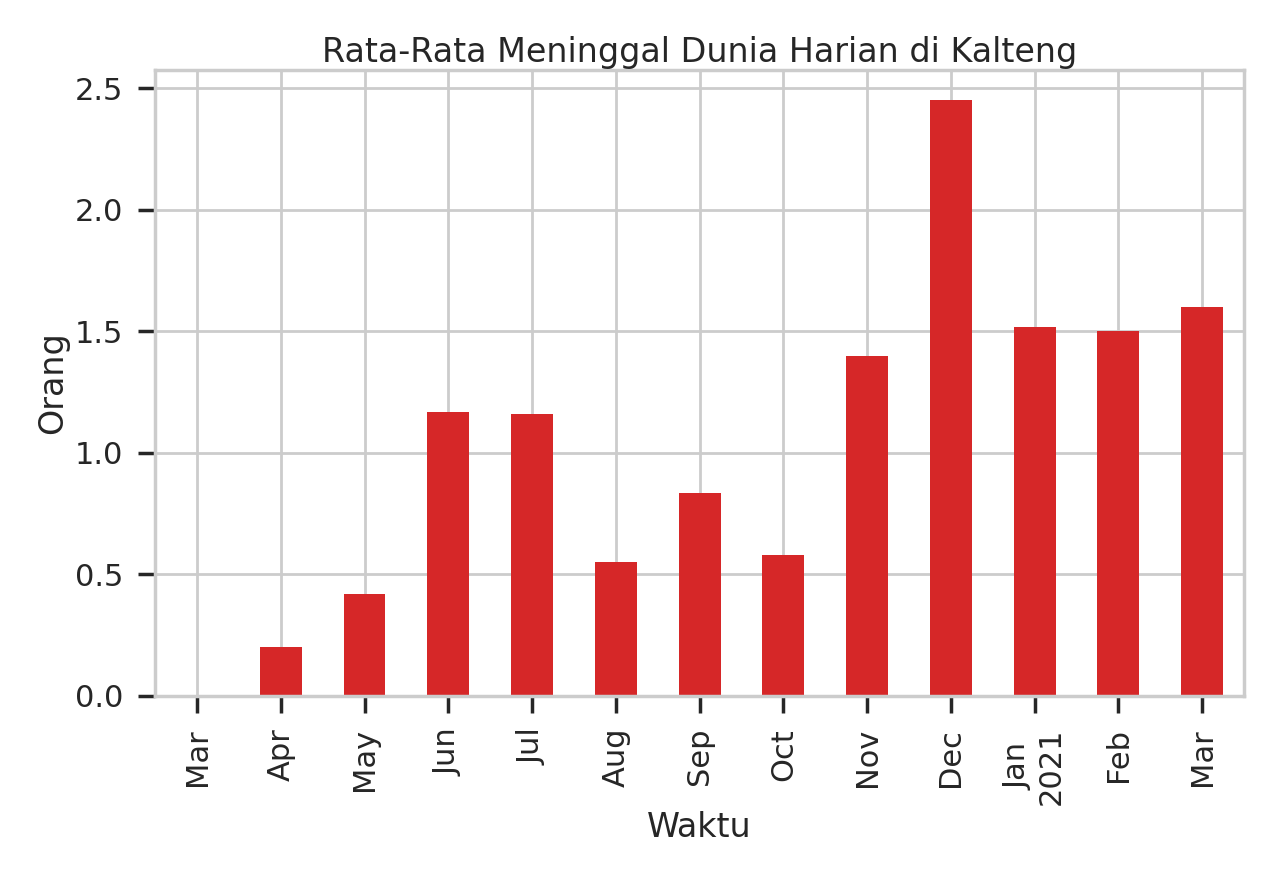 Rata-Rata Meninggal Dunia Harian di Kalteng
2.5
2.0
1.5
1.0
0.5
0.0
Orang
Mar
Apr
May
Jun
Jul
Aug
Sep
Oct
Nov
Dec
Jan
2021
Feb
Mar
Waktu